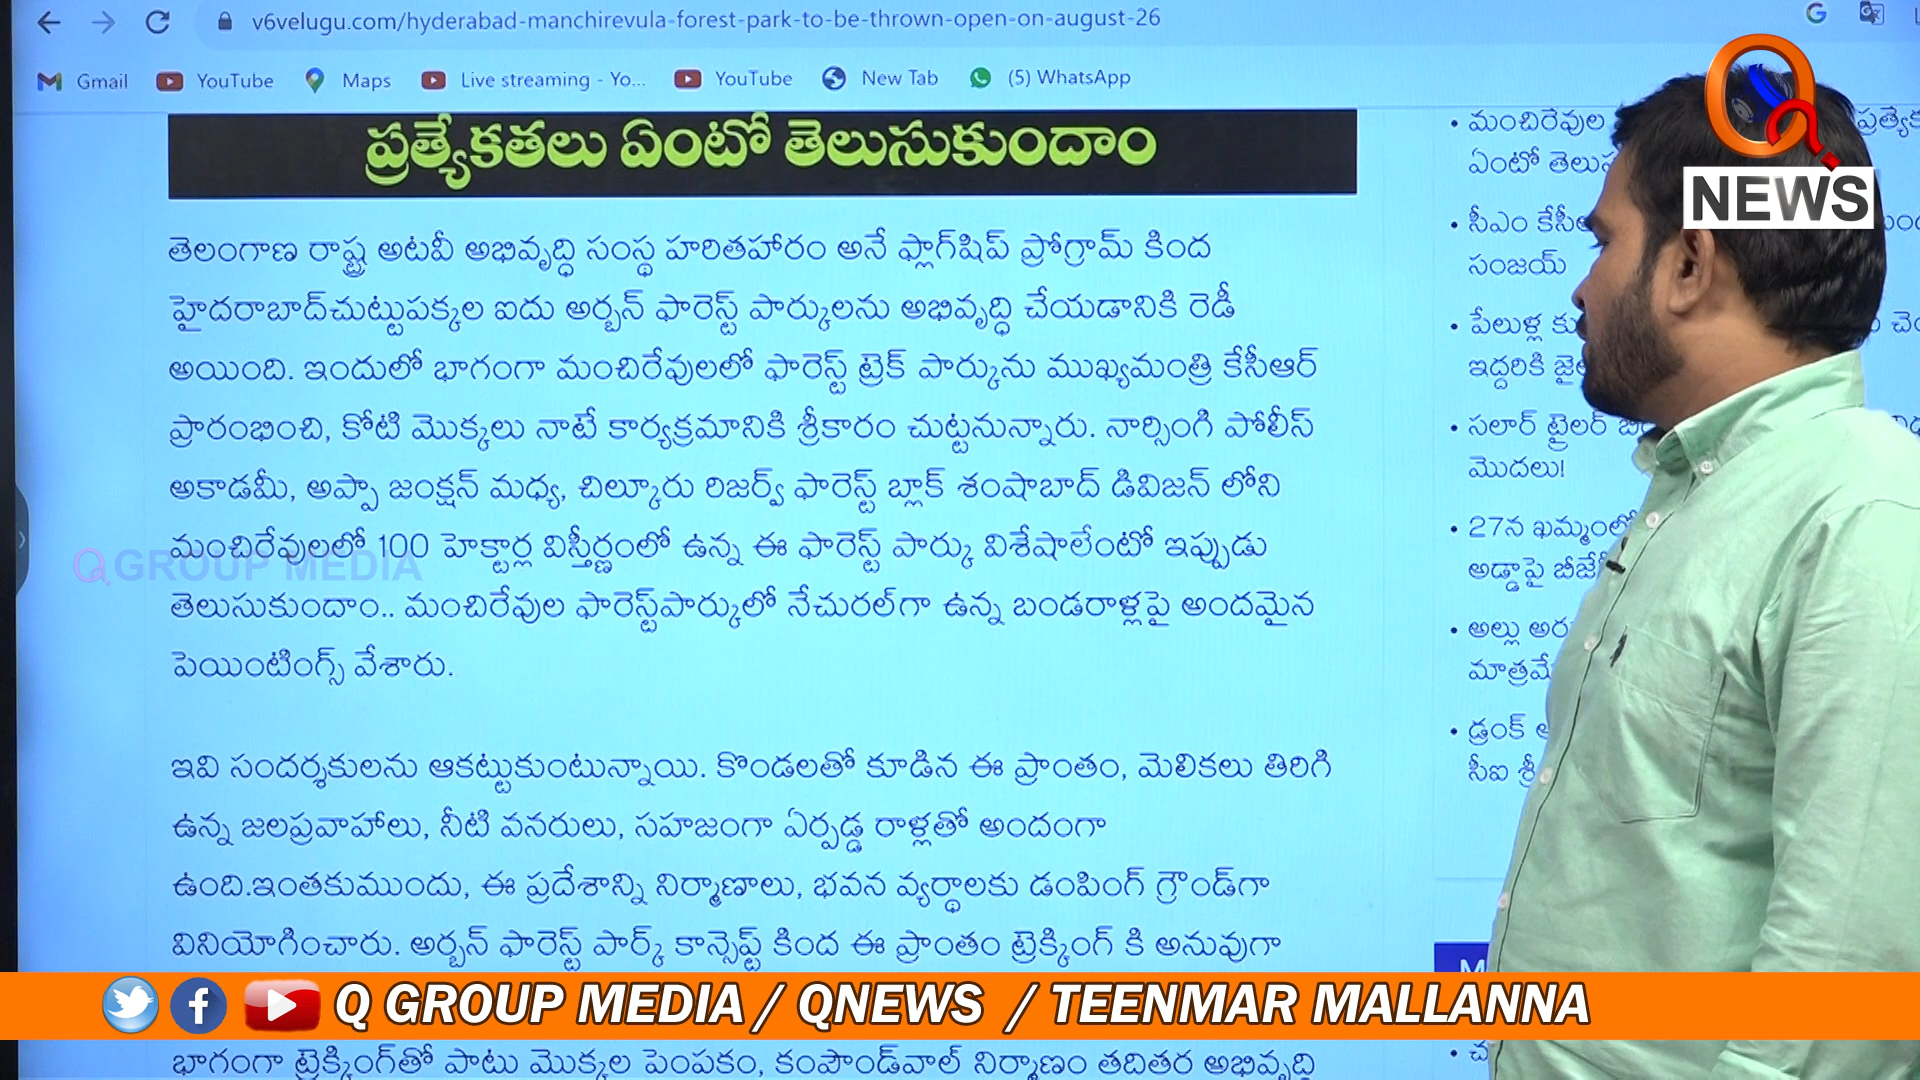 v6velugu.com/hyderabad-manchirevula-forest-park-to-be-thrown-open-on-august-26
Gmail YouTube Maps Live streaming - Yo... YouTube New Tab (5) WhatsApp
ప్రత్యేకతలు ఏంటో తెలుసుకుందాం
తెలంగాణ రాష్ట్ర అటవీ అభివృద్ధి సంస్థ హరితహారం అనే ఫ్లాగ్‌షిప్ ప్రోగ్రామ్ కింద
హైదరాబాద్‌చుట్టుపక్కల ఐదు అర్బన్ ఫారెస్ట్ పార్కులను అభివృద్ధి చేయడానికి రెడీ
అయింది. ఇందులో భాగంగా మంచిరేవులలో ఫారెస్ట్ ట్రెక్ పార్కును ముఖ్యమంత్రి కేసీఆర్
ప్రారంభించి, కోటి మొక్కలు నాటే కార్యక్రమానికి శ్రీకారం చుట్టనున్నారు. నార్సింగి పోలీస్
అకాడమీ, అప్పా జంక్షన్ మధ్య, చిల్కూరు రిజర్వ్ ఫారెస్ట్ బ్లాక్ శంషాబాద్ డివిజన్ లోని
మంచిరేవులలో 100 హెక్టార్ల విస్తీర్ణంలో ఉన్న ఈ ఫారెస్ట్ పార్కు విశేషాలేంటో ఇప్పుడు
తెలుసుకుందాం.. మంచిరేవుల ఫారెస్ట్‌పార్కులో నేచురల్‌గా ఉన్న బండరాళ్లపై అందమైన
పెయింటింగ్స్ వేశారు.
ఇవి సందర్శకులను ఆకట్టుకుంటున్నాయి. కొండలతో కూడిన ఈ ప్రాంతం, మెలికలు తిరిగి
ఉన్న జలప్రవాహాలు, నీటి వనరులు, సహజంగా ఏర్పడ్డ రాళ్లతో అందంగా
ఉంది.ఇంతకుముందు, ఈ ప్రదేశాన్ని నిర్మాణాలు, భవన వ్యర్థాలకు డంపింగ్ గ్రౌండ్‌గా
వినియోగించారు. అర్బన్ ఫారెస్ట్ పార్క్ కాన్సెప్ట్ కింద ఈ ప్రాంతం ట్రెక్కింగ్ కి అనువుగా
భాగంగా ట్రెక్కింగ్‌తో పాటు మొక్కల పెంపకం, కంపౌండ్‌వాల్ నిర్మాణం తదితర అభివృద్ధి
• మంచిరేవుల
ఏంటో
• సీఎం
సంజయ్
• పేలుళ్ల
ఇద్దరికి
• సలార్ ట్రైలర్
మొదలు!
• 27న ఖమ్మంలో
అడ్డాపై
• అల్లు
• డ్రంక్
సీఐ
Q NEWS
Q GROUP MEDIA
Q GROUP MEDIA / QNEWS / TEENMAR MALLANNA